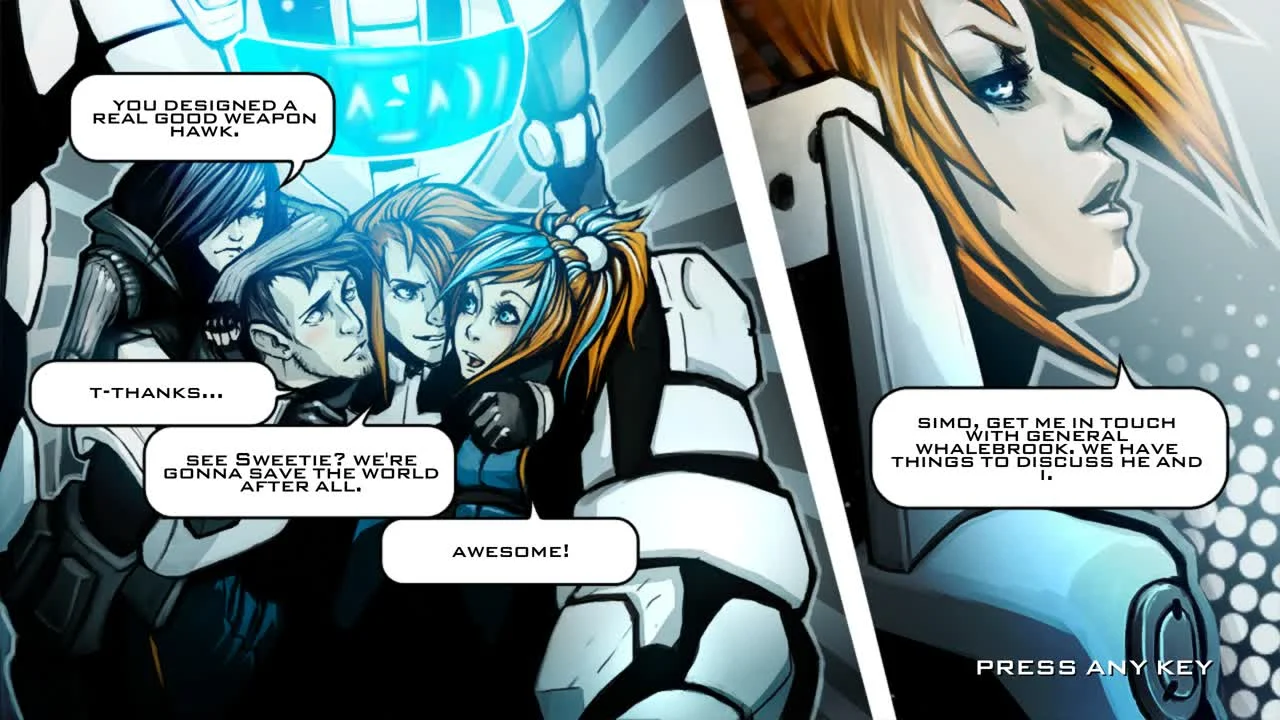 YOU DESIGNED A
REAL GOOD WEAPON
HAWK.
T-THANKS...
SEE SWEETIE? WE'RE
GONNA SAVE THE WORLD
AFTER ALL.
AWESOME!
SIMO, GET ME IN TOUCH
WITH GENERAL
WHALEBROOK. WE HAVE
THINGS TO DISCUSS HE AND
I.
PRESS ANY KEY